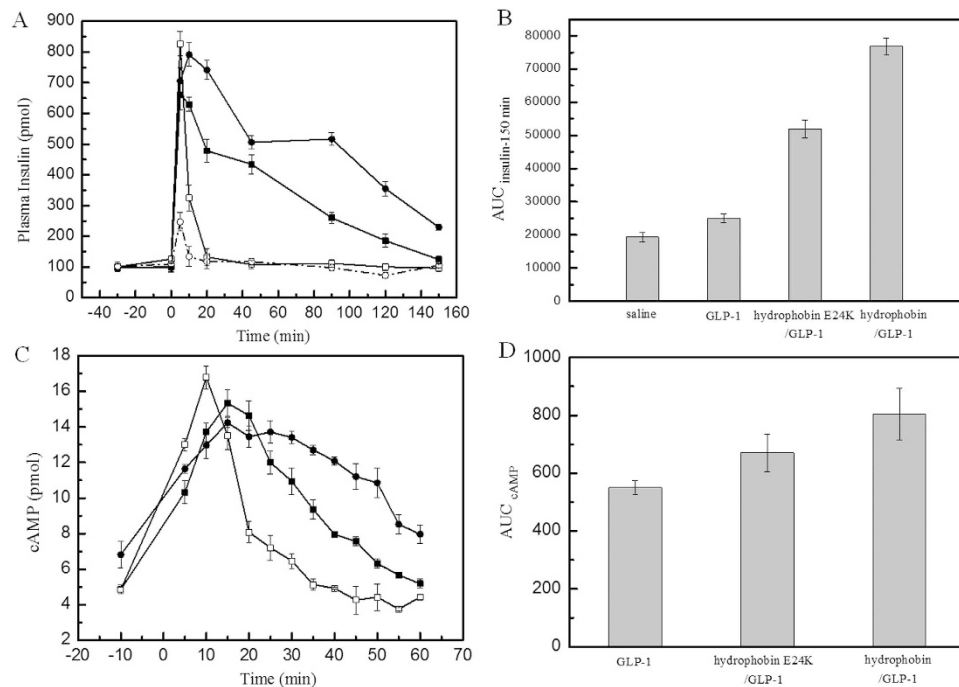 A
Plasma Insulin (pmol)
900
800
700
600
500
400
300
200
100
0
-40 -20 0 20 40 60 80 100 120 140 160
Time (min)
B
AUC insulin-150 min
80000
70000
60000
50000
40000
30000
20000
10000
0
saline GLP-1 hydrophobin E24K hydrophobin
/GLP-1 /GLP-1
C
cAMP (pmol)
18
16
14
12
10
8
6
4
2
-20 -10 0 10 20 30 40 50 60 70
Time (min)
D
AUC cAMP
1000
800
600
400
200
0
GLP-1 hydrophobin E24K hydrophobin
/GLP-1 /GLP-1